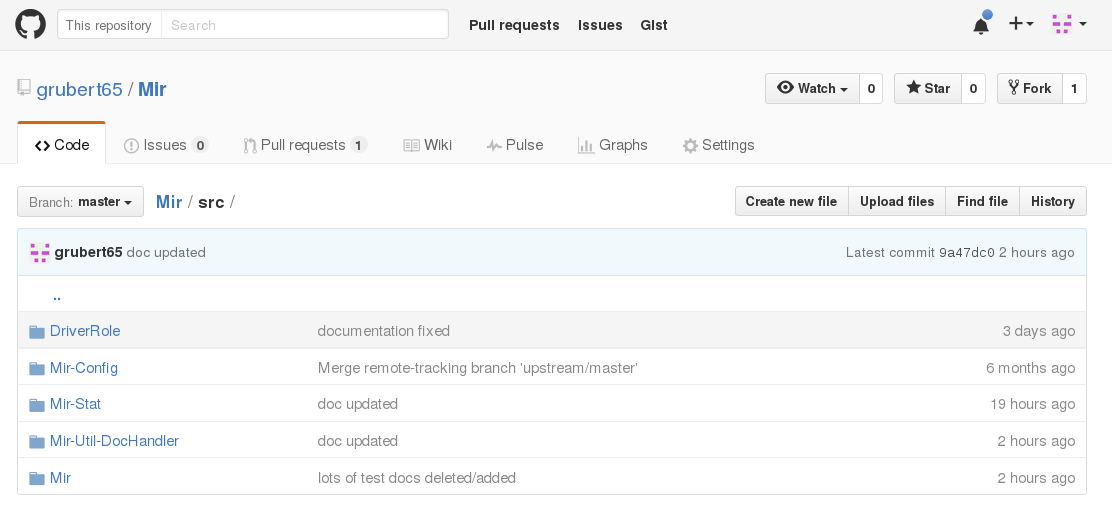 This repository Search Pull requests Issues Gist
grubert65 / Mir Watch 0 Star 0 Fork 1
Code Issues 0 Pull requests 1 Wiki Pulse Graphs Settings
Branch: master Mir / src / Create new file Upload files Find file History
grubert65 doc updated Latest commit 9a47dc0 2 hours ago
..
DriverRole documentation fixed 3 days ago
Mir-Config Merge remote-tracking branch 'upstream/master' 6 months ago
Mir-Stat doc updated 19 hours ago
Mir-Util-DocHandler doc updated 2 hours ago
Mir lots of test docs deleted/added 2 hours ago